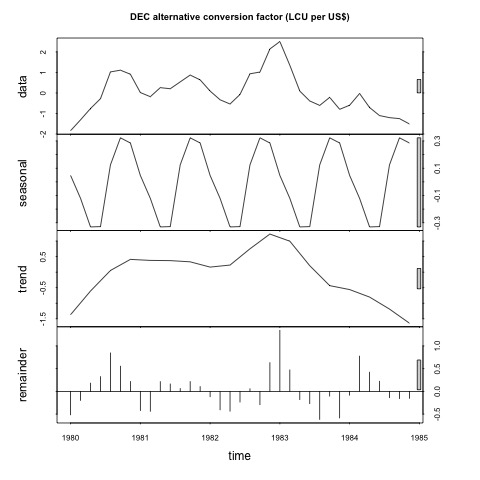 DEC alternative conversion factor (LCU per US$)
data
-2 -1 0 1 2
seasonal
-0.3 -0.1 0.1 0.3
trend
-1.5 -0.5 0.5
remainder
-0.5 0.0 0.5 1.0
1980 1981 1982 1983 1984 1985
time